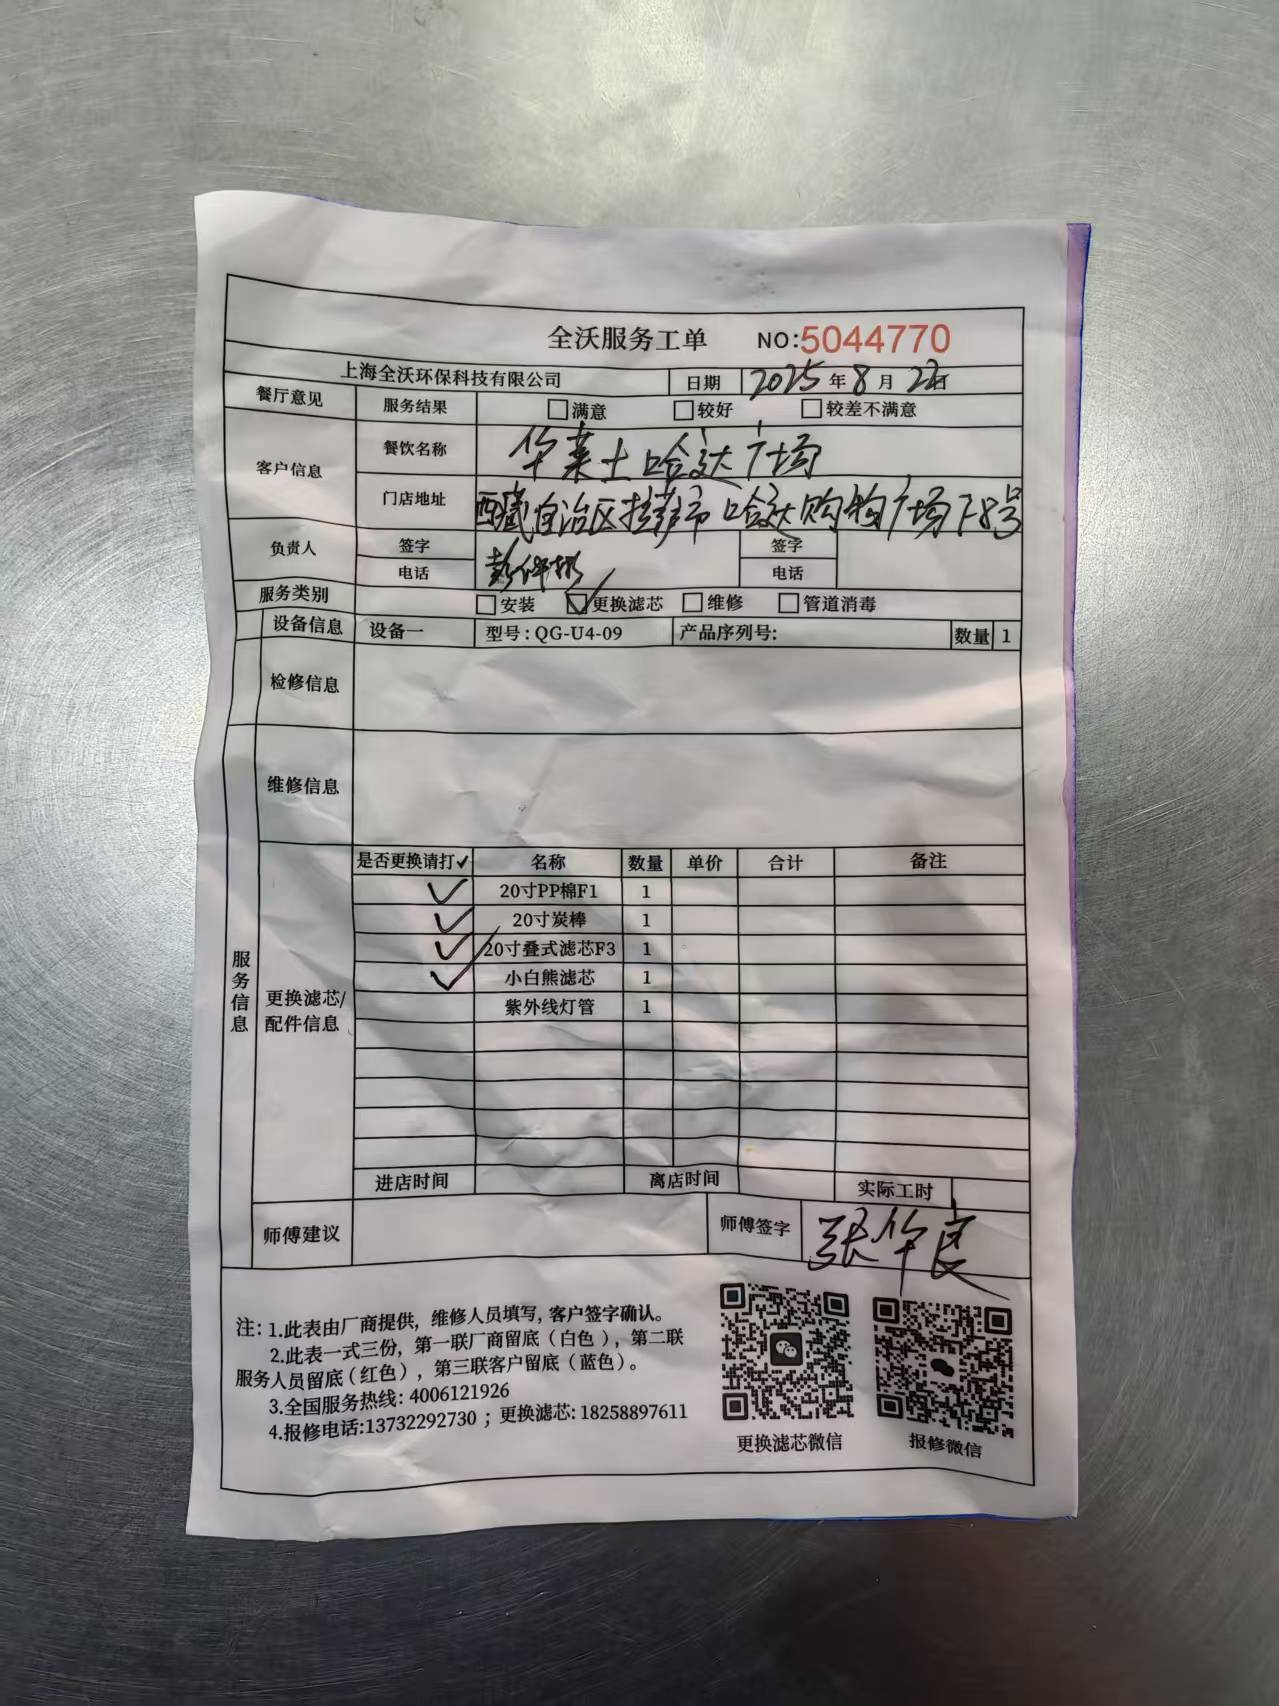 全沃服务工单 NO:5044770
上海全沃环保科技有限公司 日期 2025年8月22日
餐厅意见 服务结果 □满意 □较好 □较差不满意
客户信息 餐饮名称 华莱士哈达广场
门店地址 西藏自治区拉萨市哈达购物广场F8号
负责人 签字 签字
电话 电话
服务类别 □安装 ☑更换滤芯 □维修 □管道消毒
设备信息 设备一 型号:QG-U4-09 产品序列号: 数量 1
检修信息
维修信息
服务信息
更换滤芯/配件信息
是否更换请打✓ 名称 数量 单价 合计 备注
✓ 20寸PP棉F1 1
✓ 20寸炭棒 1
✓ 20寸叠式滤芯F3 1
✓ 小白熊滤芯 1
紫外线灯管 1
进店时间 离店时间 实际工时
师傅建议 师傅签字 张华良
注:1.此表由厂商提供，维修人员填写,客户签字确认。
2.此表一式三份，第一联厂商留底（白色），第二联
服务人员留底(红色)，第三联客户留底（蓝色)。
3.全国服务热线: 4006121926
4.报修电话:13732292730 ；更换滤芯: 18258897611
更换滤芯微信 报修微信